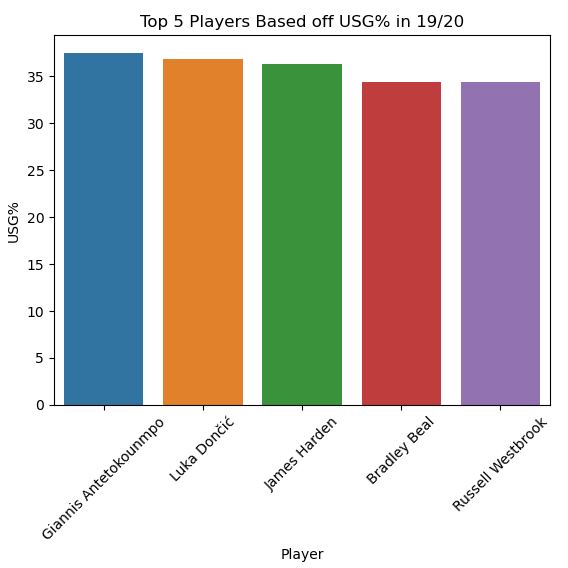 Top 5 Players Based off USG% in 19/20
USG%
35
30
25
20
15
10
5
0
Giannis Antetokounmpo
Luka Dončić
James Harden
Bradley Beal
Russell Westbrook
Player